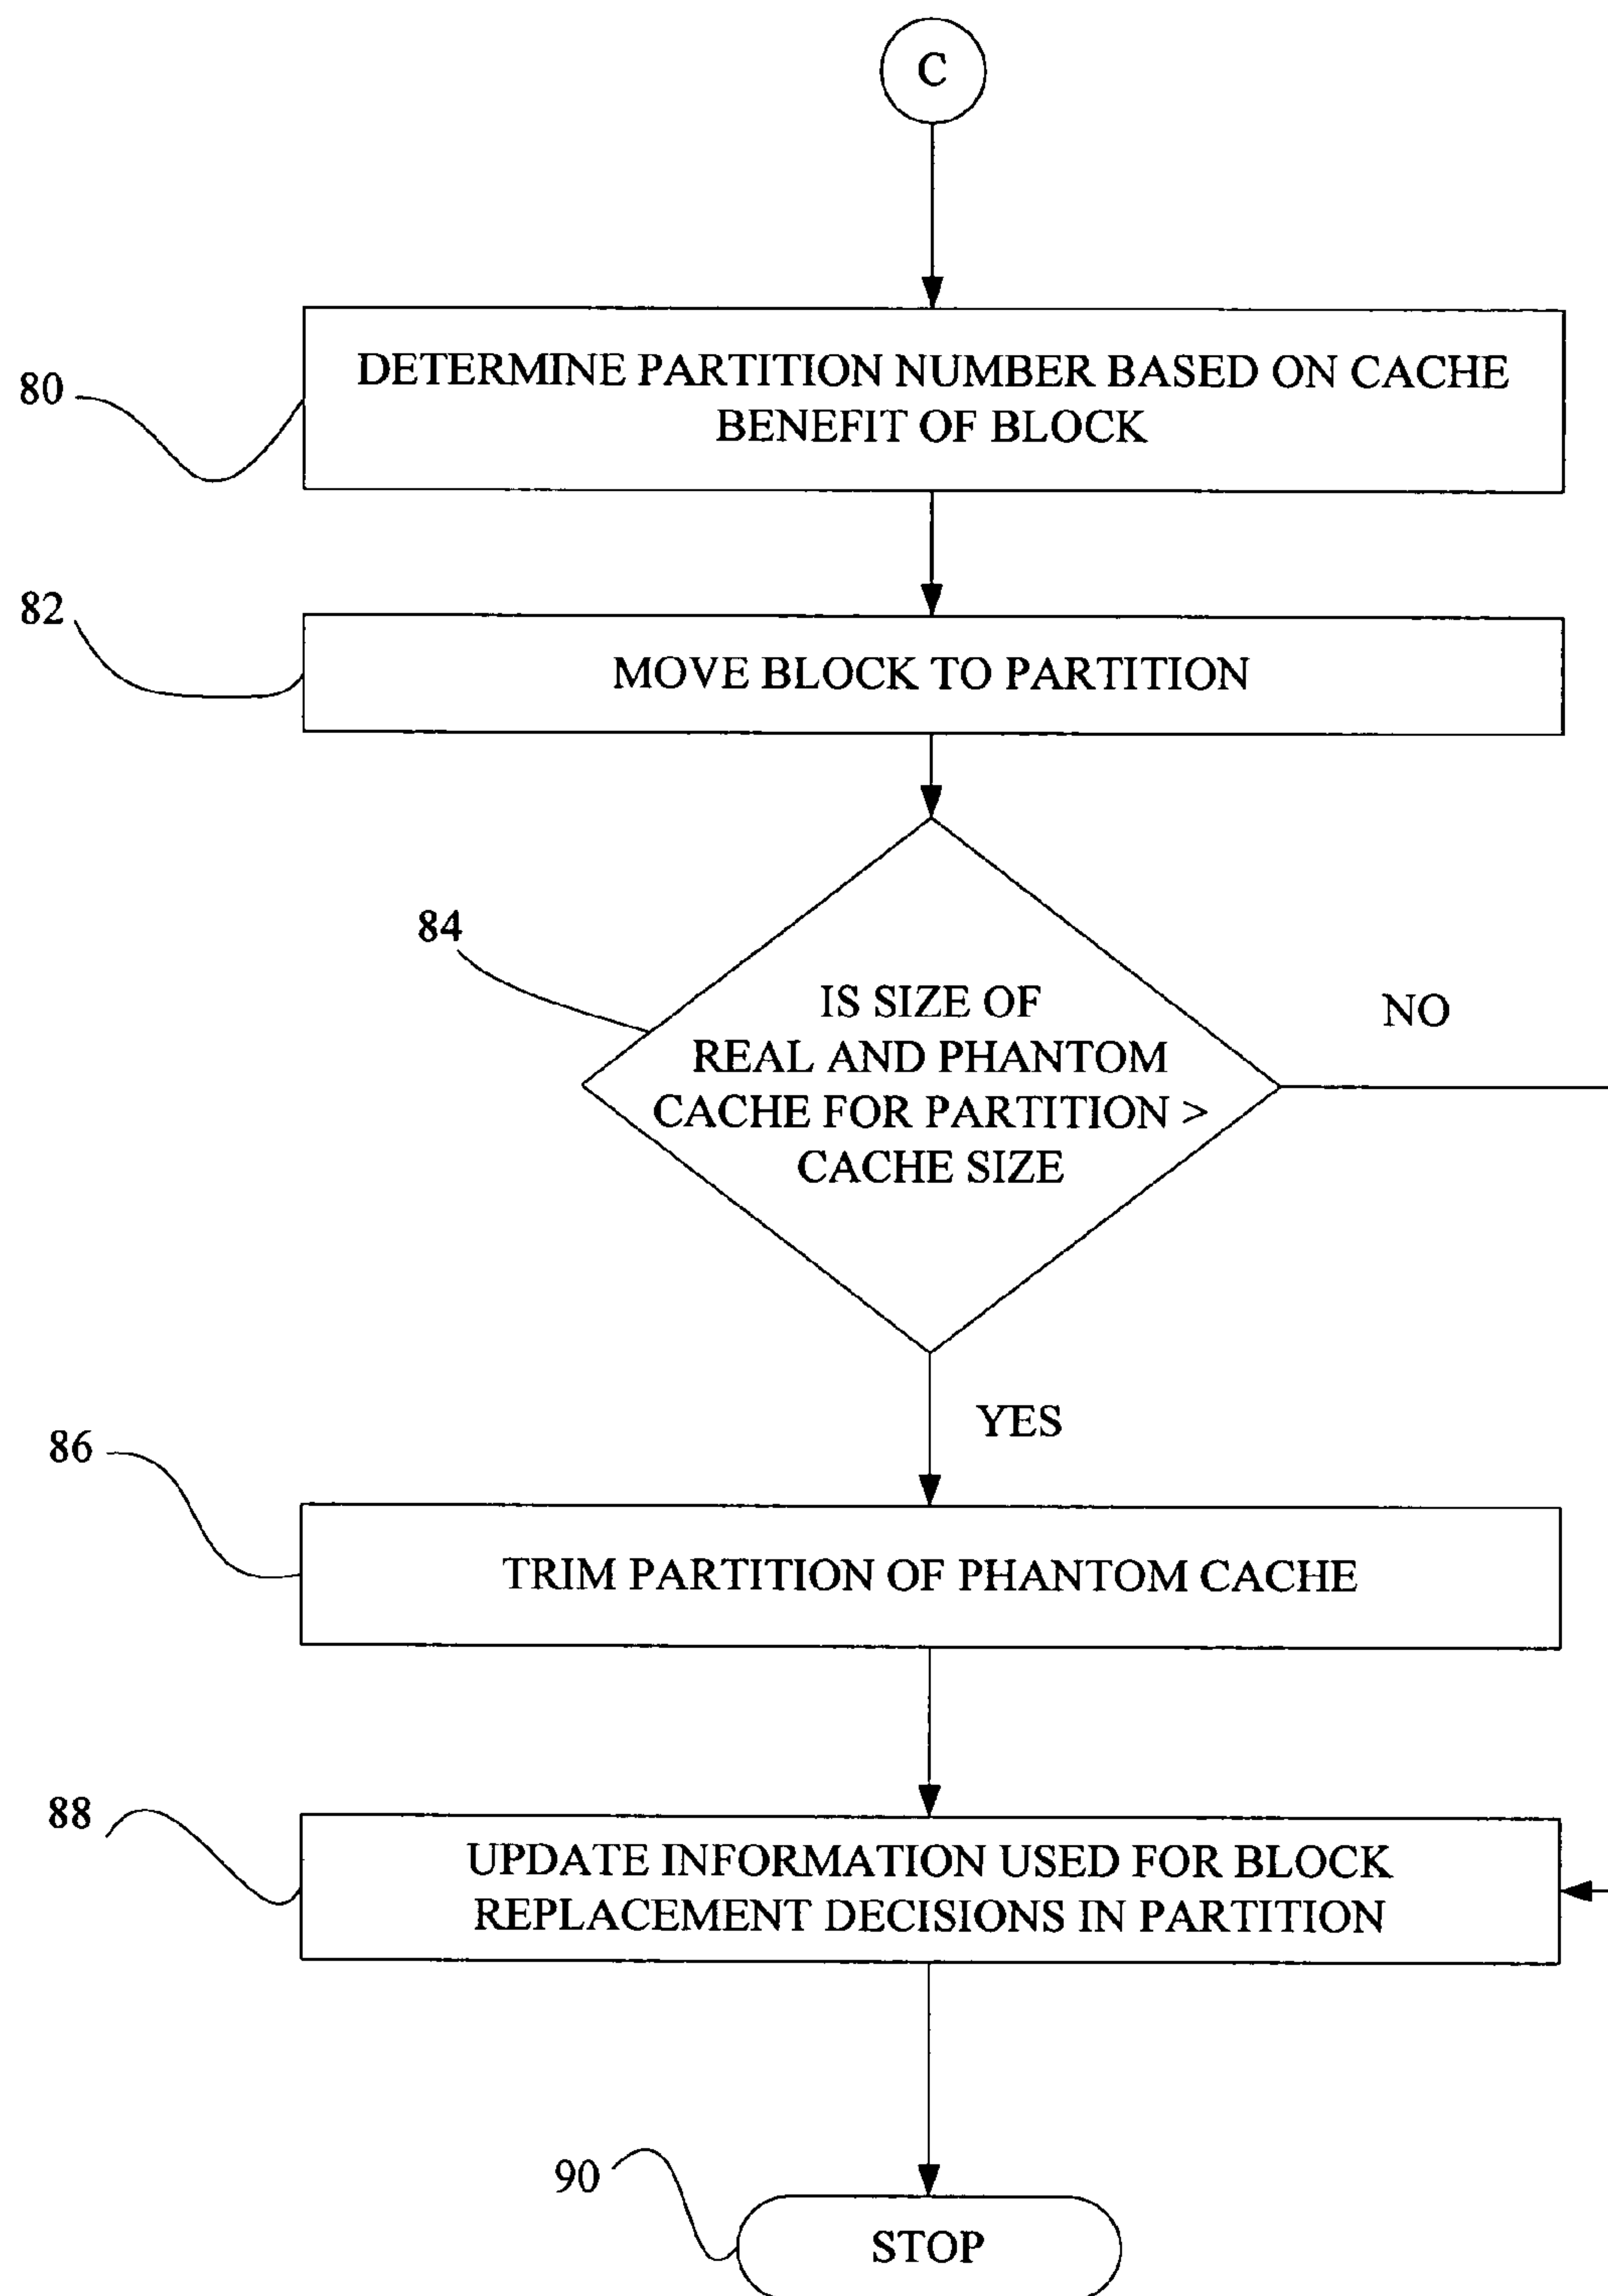 C
80
DETERMINE PARTITION NUMBER BASED ON CACHE
BENEFIT OF BLOCK
82
MOVE BLOCK TO PARTITION
84
IS SIZE OF
REAL AND PHANTOM
CACHE FOR PARTITION >
CACHE SIZE
NO
YES
86
TRIM PARTITION OF PHANTOM CACHE
88
UPDATE INFORMATION USED FOR BLOCK
REPLACEMENT DECISIONS IN PARTITION
90
STOP